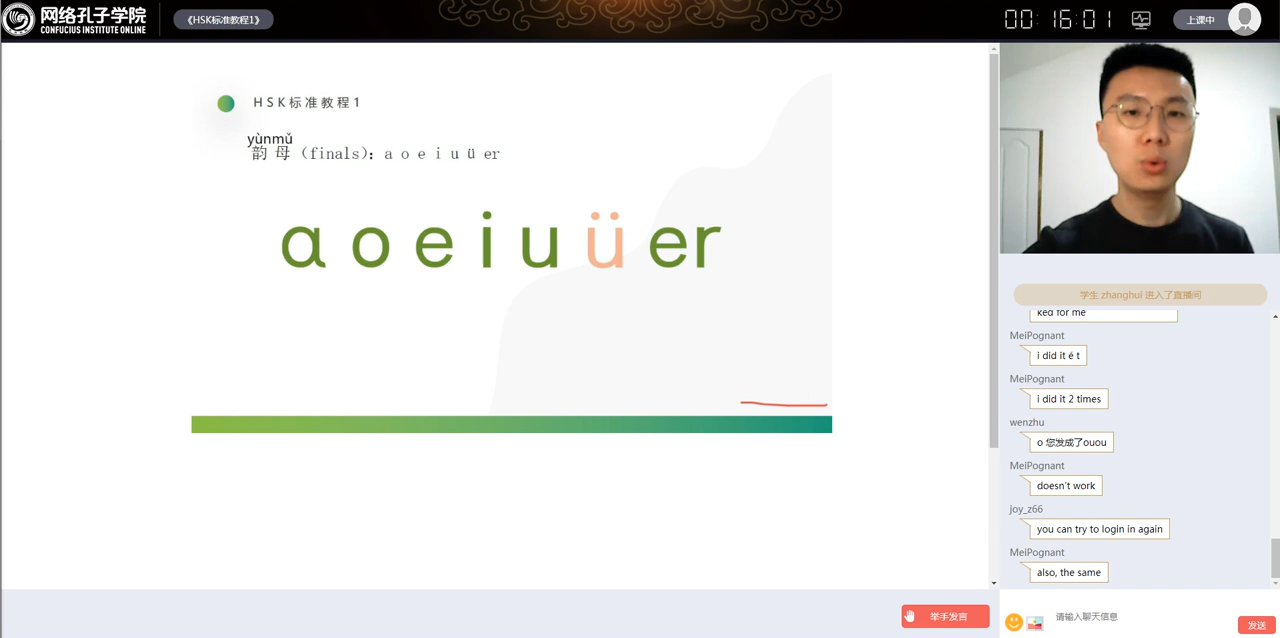 网络孔子学院
CONFUCIUS INSTITUTE ONLINE
《HSK标准教程1》
00:16:01
上课中
HSK标准教程1
yùnmǔ
韵 母（finals）：a o e i u ü er
ɑ o e i u ü er
学生 zhanghui 进入了直播间
ked for me
MeiPognant
i did it é t
MeiPognant
i did it 2 times
wenzhu
o 您发成了ouou
MeiPognant
doesn't work
joy_z66
you can try to login in again
MeiPognant
also, the same
举手发言
请输入聊天信息
发送